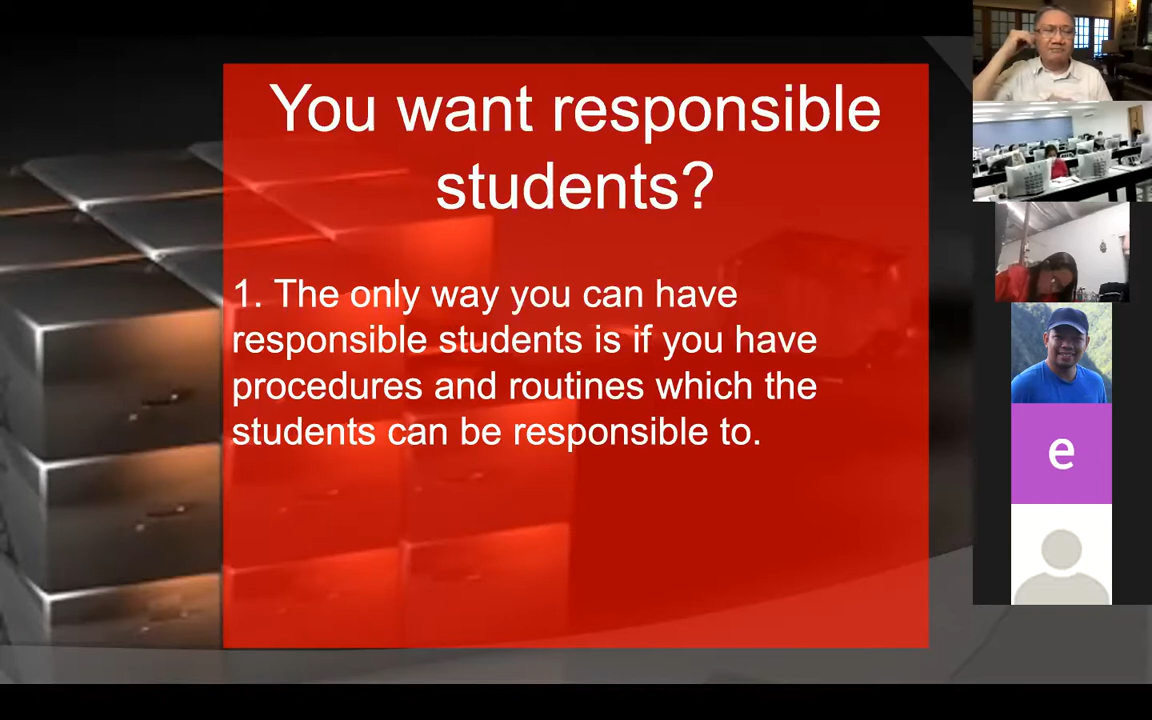 You want responsible
students?
1. The only way you can have
responsible students is if you have
procedures and routines which the
students can be responsible to.
e